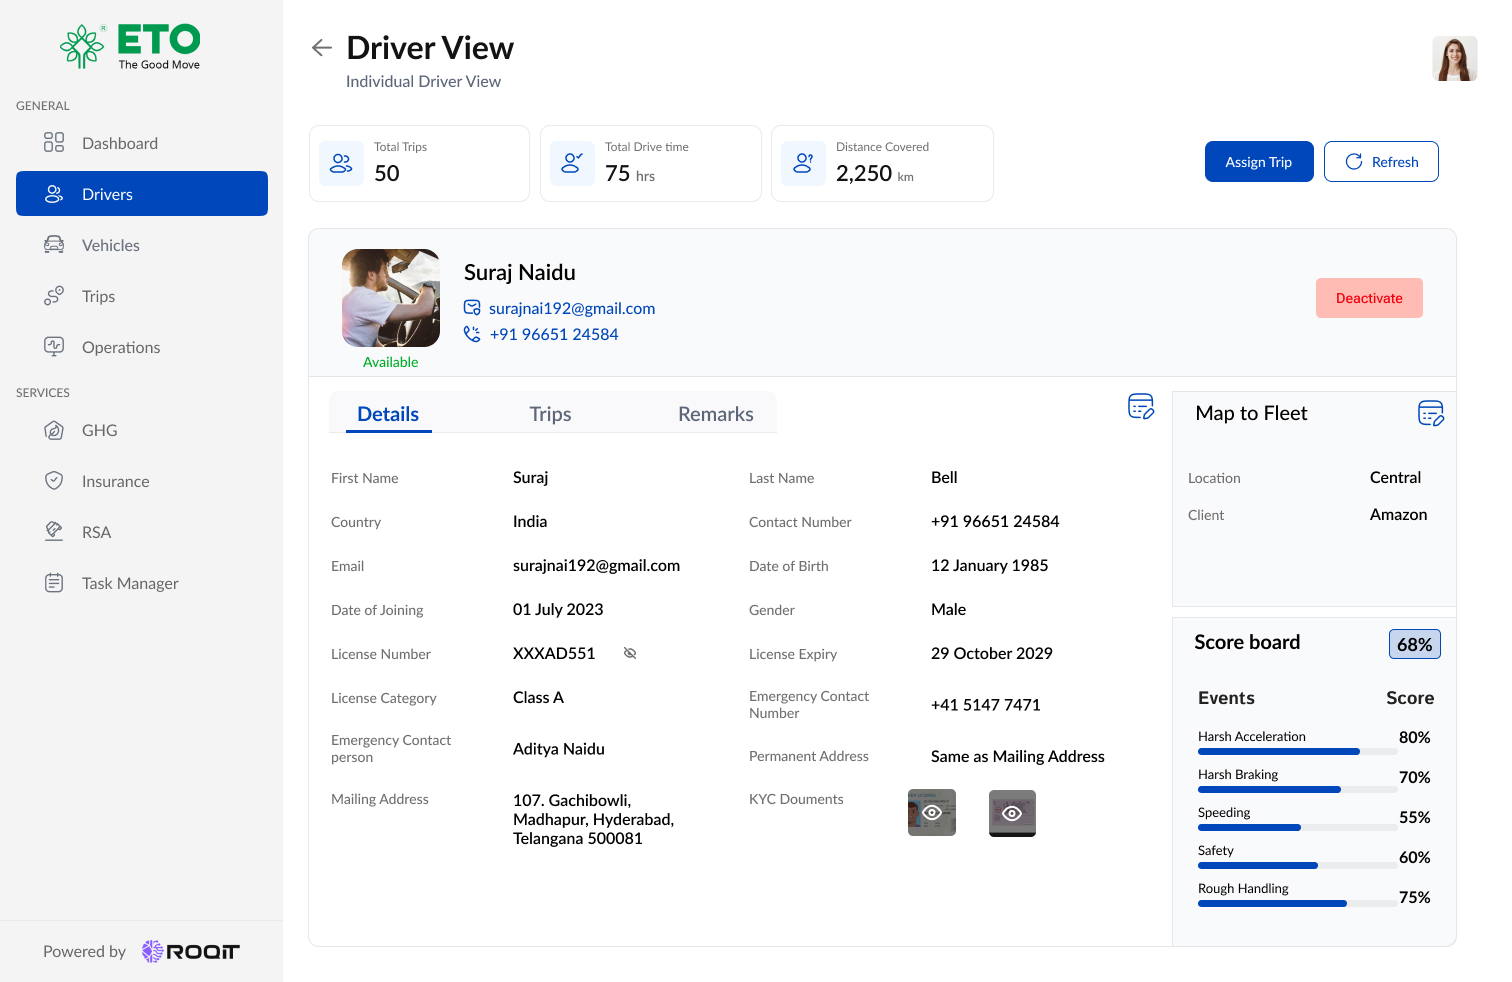 ETO
®
The Good Move
GENERAL
Dashboard
Drivers
Vehicles
Trips
Operations
SERVICES
GHG
Insurance
RSA
Task Manager
Powered by ROQIT
Driver View
Individual Driver View
Total Trips
50
Total Drive time
75 hrs
Distance Covered
2,250 km
Assign Trip
Refresh
Suraj Naidu
surajnai192@gmail.com
+91 96651 24584
Available
Deactivate
Details Trips Remarks
First Name Suraj Last Name Bell
Country India Contact Number +91 96651 24584
Email surajnai192@gmail.com Date of Birth 12 January 1985
Date of Joining 01 July 2023 Gender Male
License Number XXXAD551 License Expiry 29 October 2029
License Category Class A
Emergency Contact
Number
+41 5147 7471
Emergency Contact
person
Aditya Naidu
Permanent Address Same as Mailing Address
Mailing Address
107. Gachibowli,
Madhapur, Hyderabad,
Telangana 500081
KYC Douments
Map to Fleet
Location Central
Client Amazon
Score board 68%
Events Score
Harsh Acceleration 80%
Harsh Braking 70%
Speeding 55%
Safety 60%
Rough Handling 75%